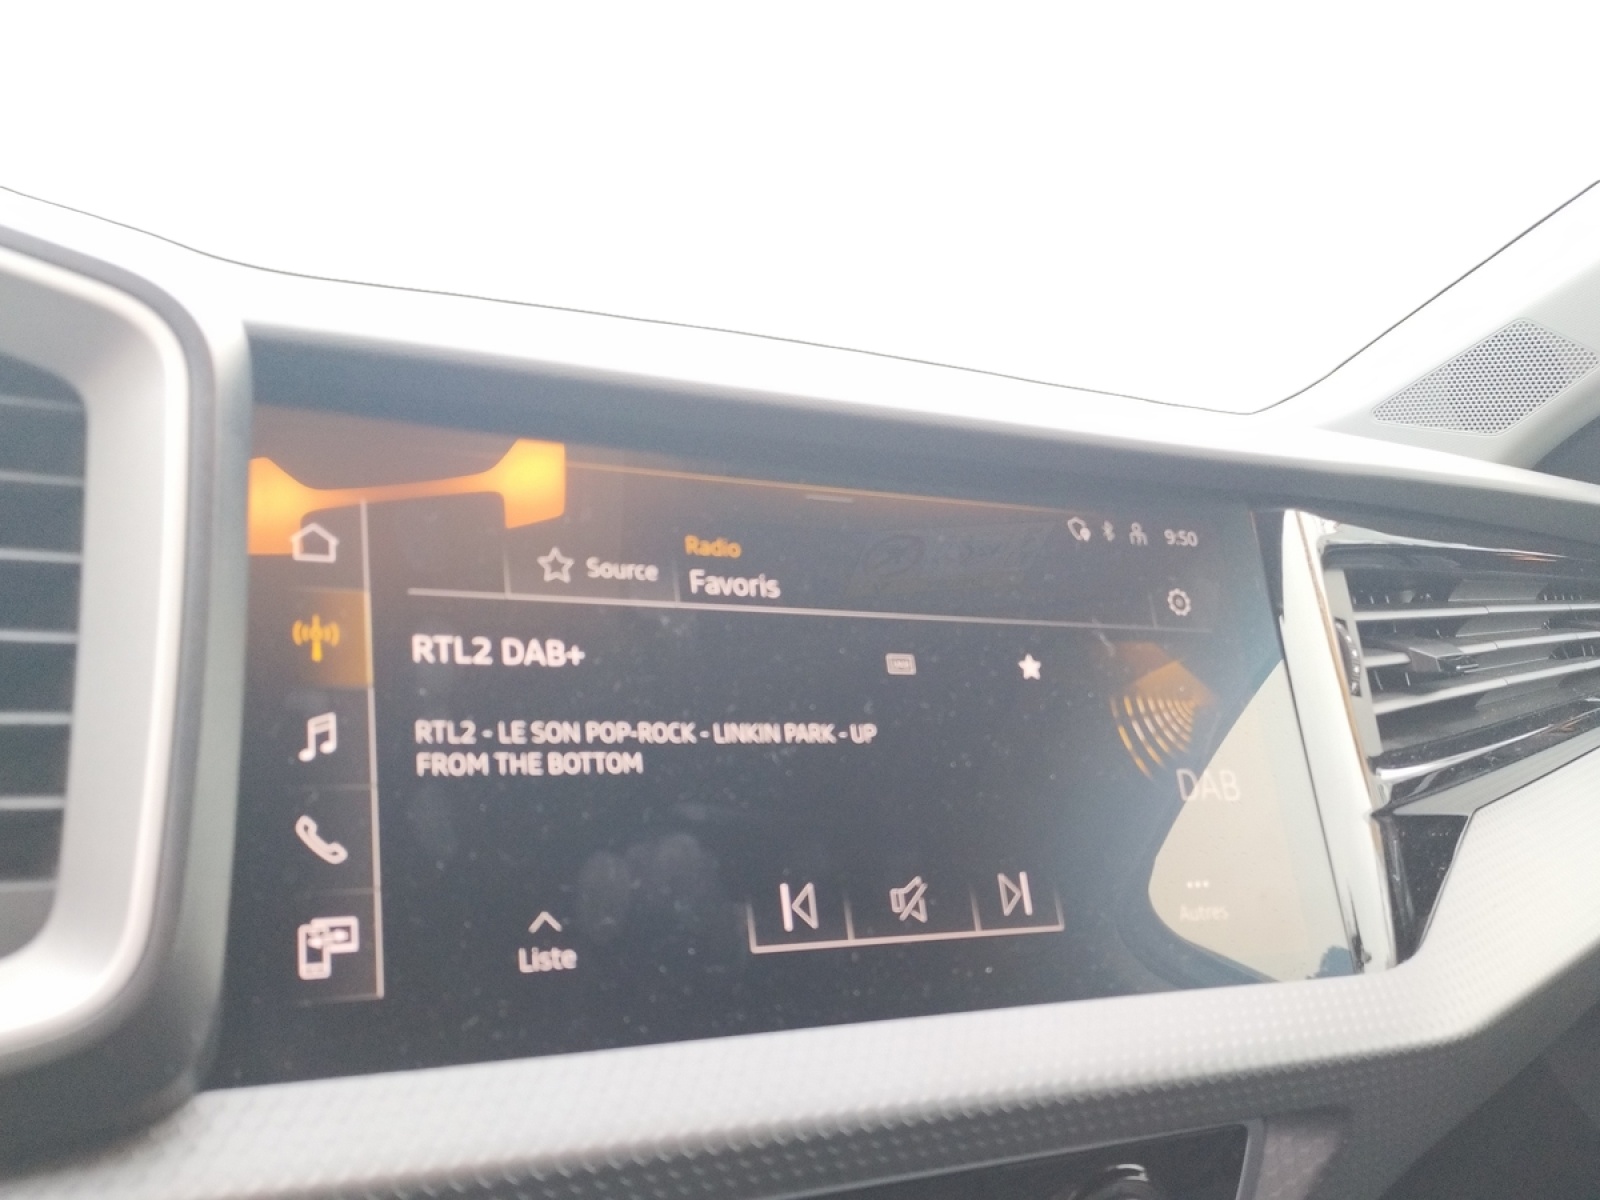 9:50
Radio
Source
Favoris
RTL2 DAB+
RTL2 - LE SON POP-ROCK - LINKIN PARK - UP
FROM THE BOTTOM
DAB
Autres
Liste